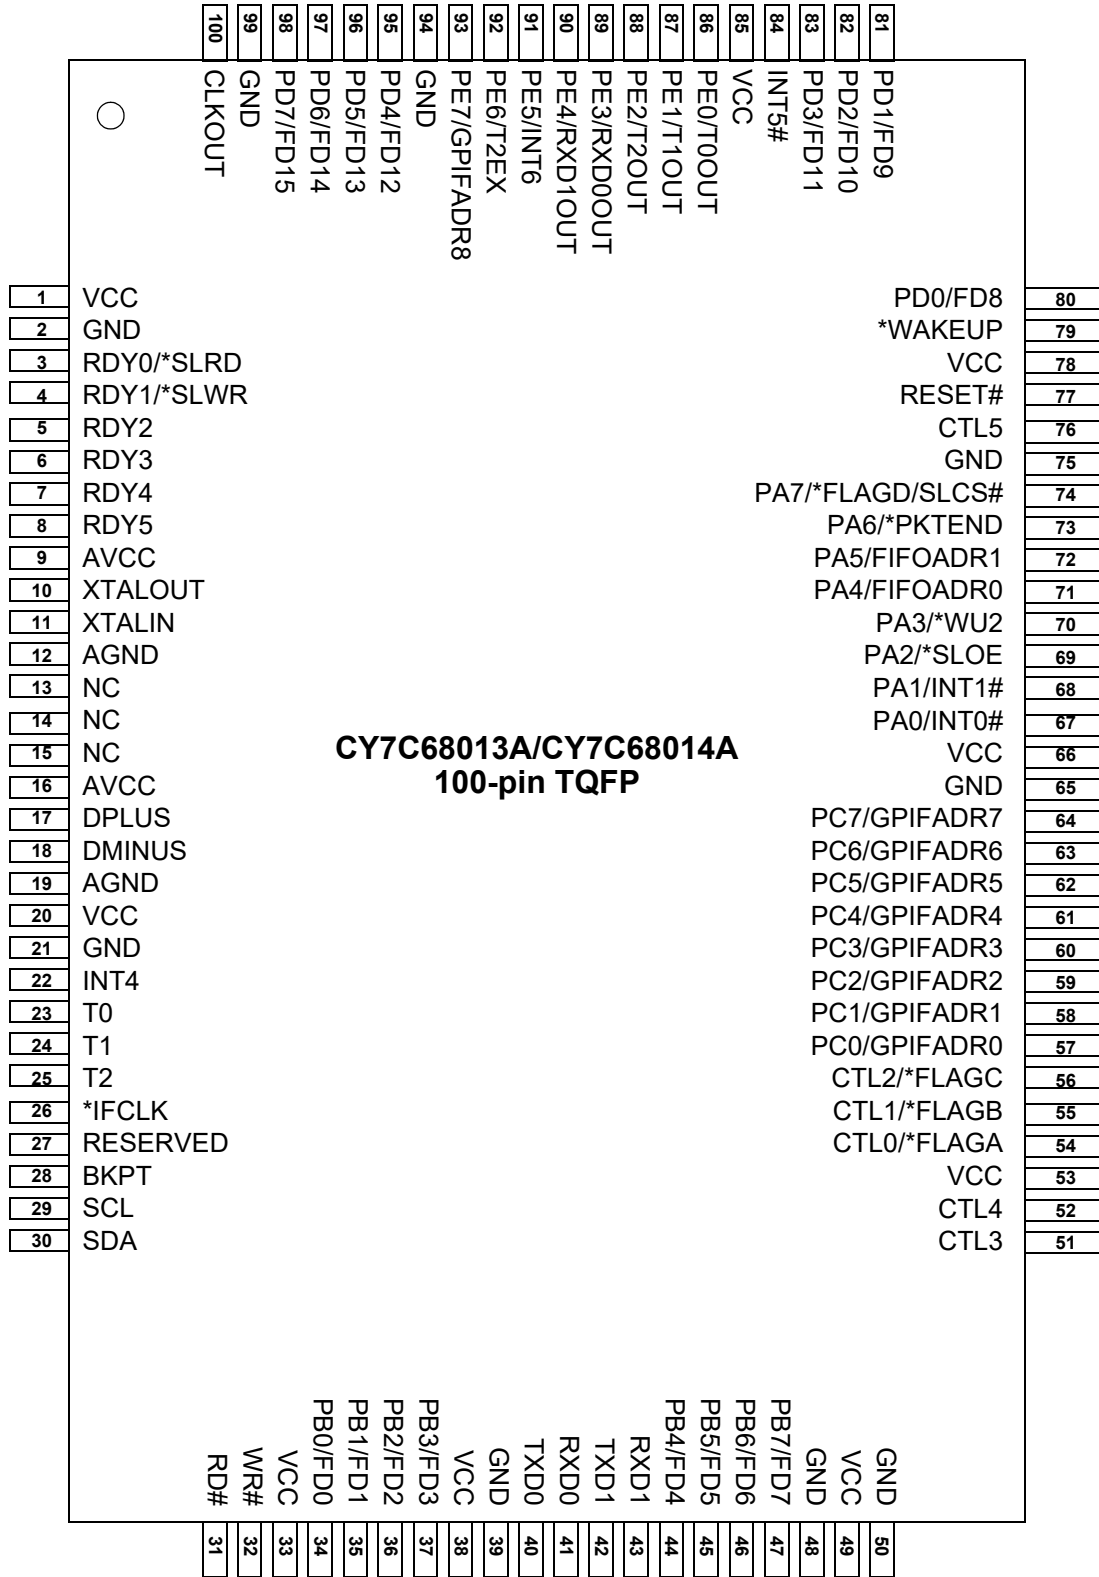 100 99 98 97 96 95 94 93 92 91 90 89 88 87 86 85 84 83 82 81
CLKOUT
GND
PD7/FD15
PD6/FD14
PD5/FD13
PD4/FD12
GND
PE7/GPIFADR8
PE6/T2EX
PE5/INT6
PE4/RXD1OUT
PE3/RXD0OUT
PE2/T2OUT
PE1/T1OUT
PE0/T0OUT
VCC
INT5#
PD3/FD11
PD2/FD10
PD1/FD9
1 VCC
2 GND
3 RDY0/*SLRD
4 RDY1/*SLWR
5 RDY2
6 RDY3
7 RDY4
8 RDY5
9 AVCC
10 XTALOUT
11 XTALIN
12 AGND
13 NC
14 NC
15 NC
16 AVCC
17 DPLUS
18 DMINUS
19 AGND
20 VCC
21 GND
22 INT4
23 T0
24 T1
25 T2
26 *IFCLK
27 RESERVED
28 BKPT
29 SCL
30 SDA
CY7C68013A/CY7C68014A
100-pin TQFP
PD0/FD8 80
*WAKEUP 79
VCC 78
RESET# 77
CTL5 76
GND 75
PA7/*FLAGD/SLCS# 74
PA6/*PKTEND 73
PA5/FIFOADR1 72
PA4/FIFOADR0 71
PA3/*WU2 70
PA2/*SLOE 69
PA1/INT1# 68
PA0/INT0# 67
VCC 66
GND 65
PC7/GPIFADR7 64
PC6/GPIFADR6 63
PC5/GPIFADR5 62
PC4/GPIFADR4 61
PC3/GPIFADR3 60
PC2/GPIFADR2 59
PC1/GPIFADR1 58
PC0/GPIFADR0 57
CTL2/*FLAGC 56
CTL1/*FLAGB 55
CTL0/*FLAGA 54
VCC 53
CTL4 52
CTL3 51
RD#
WR#
VCC
PB0/FD0
PB1/FD1
PB2/FD2
PB3/FD3
VCC
GND
TXD0
RXD0
TXD1
RXD1
PB4/FD4
PB5/FD5
PB6/FD6
PB7/FD7
GND
VCC
GND
31 32 33 34 35 36 37 38 39 40 41 42 43 44 45 46 47 48 49 50